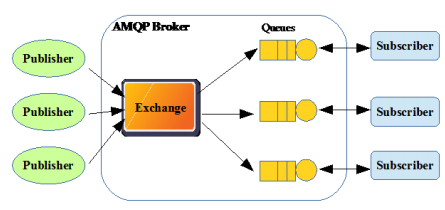 AMQP Broker
Queues
Publisher
Subscriber
Exchange
Publisher
Subscriber
Publisher
Subscriber